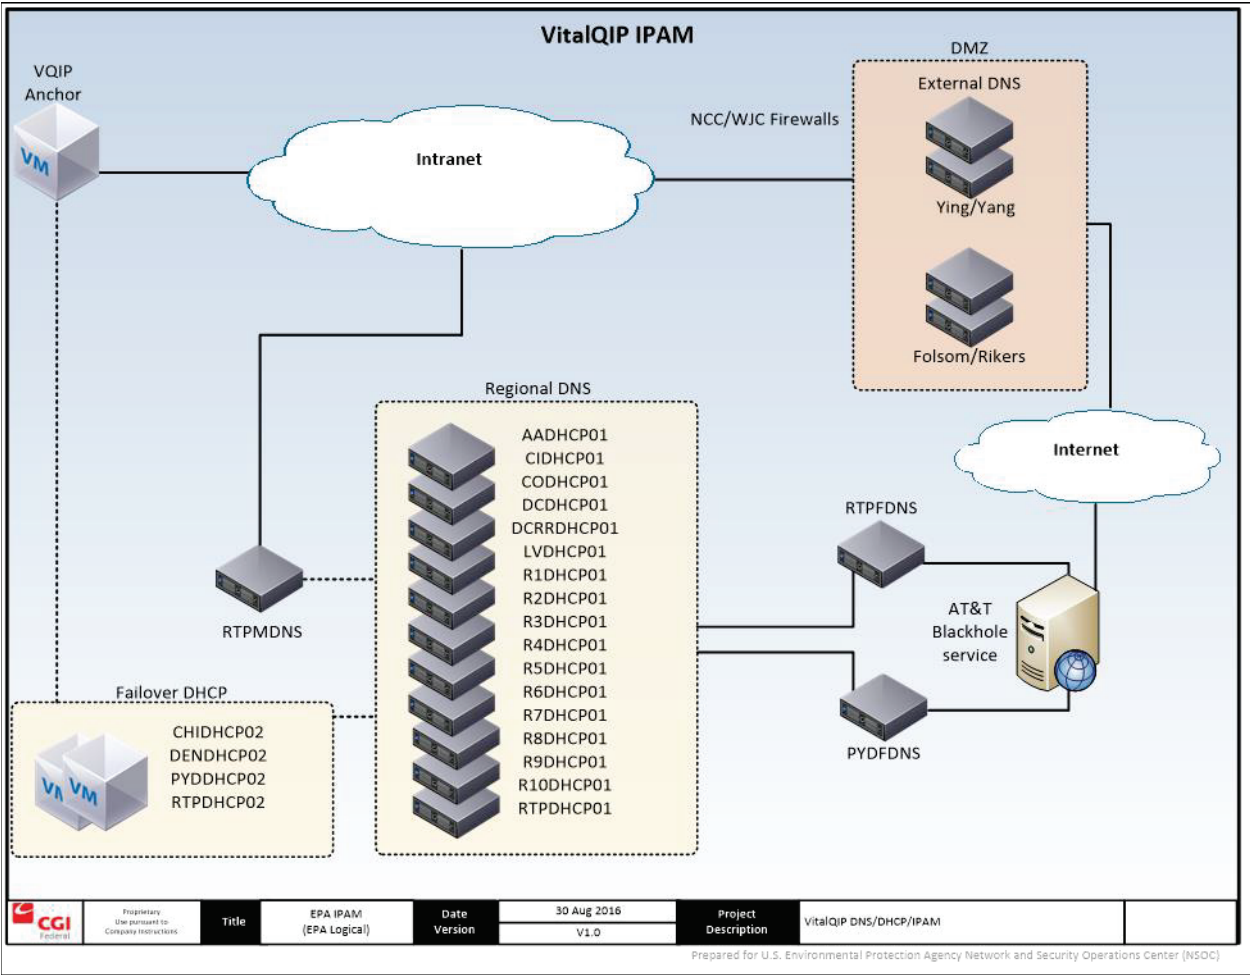 VitalQIP IPAM
VQIP
Anchor
VM
Intranet
NCC/WJC Firewalls
DMZ
External DNS
Ying/Yang
Folsom/Rikers
Internet
Regional DNS
AADHCP01
CIDHCP01
CODHCP01
DCDHCP01
DCRRDHCP01
LVDHCP01
R1DHCP01
R2DHCP01
R3DHCP01
R4DHCP01
R5DHCP01
R6DHCP01
R7DHCP01
R8DHCP01
R9DHCP01
R10DHCP01
RTPDHCP01
RTPMDNS
RTPFDNS
AT&T
Blackhole
service
PYDFDNS
Failover DHCP
VM
VM
CHIDHCP02
DENDHCP02
PYDDHCP02
RTPDHCP02
CGI
Federal
Proprietary
Use pursuant to
Company Instructions
Title
EPA IPAM
(EPA Logical)
Date
Version
30 Aug 2016
V1.0
Project
Description
VitalQIP DNS/DHCP/IPAM
Prepared for U.S. Environmental Protection Agency Network and Security Operations Center (NSOC)